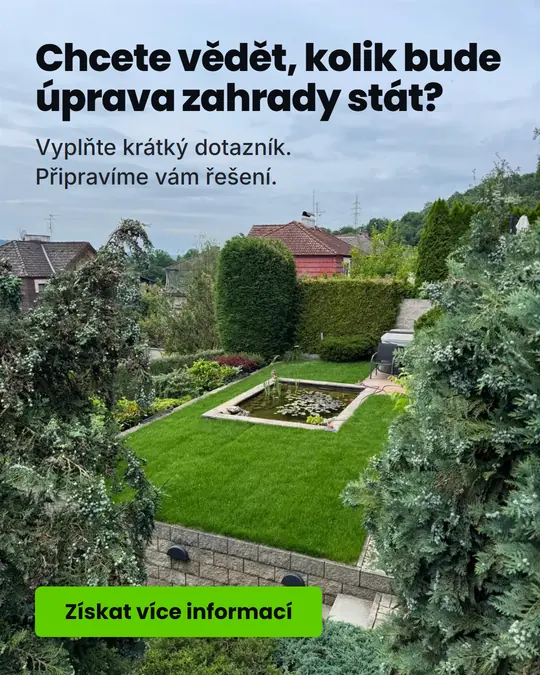 Chcete vědět, kolik bude
úprava zahrady stát?
Vyplňte krátký dotazník.
Připravíme vám řešení.
Získat více informací